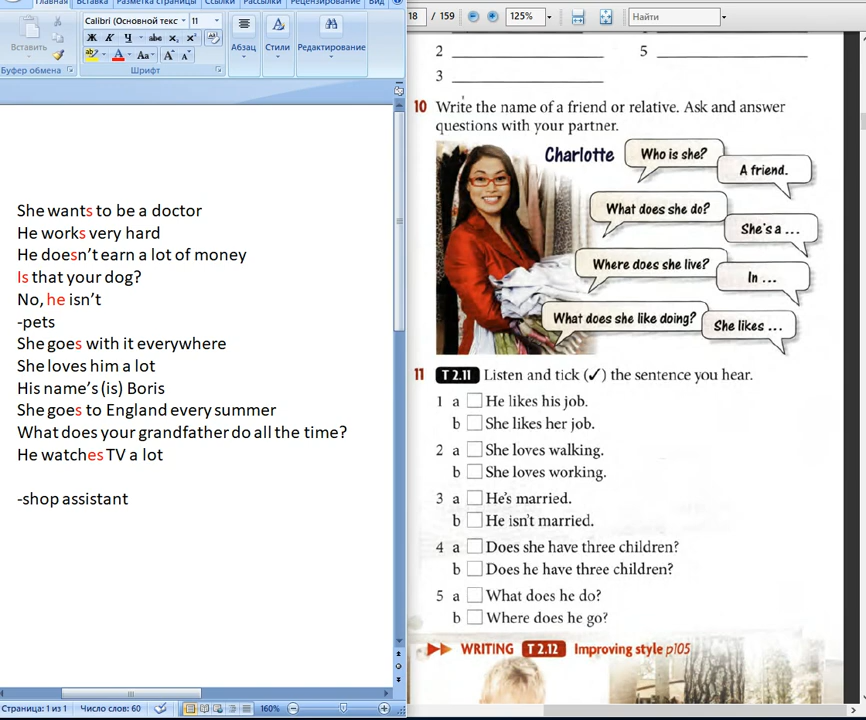 Главная
Вставка
Разметка страницы
Ссылки
Рассылки
Рецензирование
Вид
Вставить
Calibri (Основной текс
11
Ж К Ч abc x₂ x²
Aa
Абзац
Стили
Редактирование
Буфер обмена
Шрифт
She wants to be a doctor
He works very hard
He doesn't earn a lot of money
Is that your dog?
No, he isn't
-pets
She goes with it everywhere
She loves him a lot
His name's (is) Boris
She goes to England every summer
What does your grandfather do all the time?
He watches TV a lot
-shop assistant
Страница: 1 из 1
Число слов: 60
160%
18 / 159
125%
Найти
2
5
3
10 Write the name of a friend or relative. Ask and answer
questions with your partner.
Charlotte
Who is she?
A friend.
What does she do?
She's a ...
Where does she live?
In ...
What does she like doing?
She likes ...
11 T 2.11 Listen and tick (✓) the sentence you hear.
1 a He likes his job.
b She likes her job.
2 a She loves walking.
b She loves working.
3 a He's married.
b He isn't married.
4 a Does she have three children?
b Does he have three children?
5 a What does he do?
b Where does he go?
WRITING T 2.12 Improving style p105